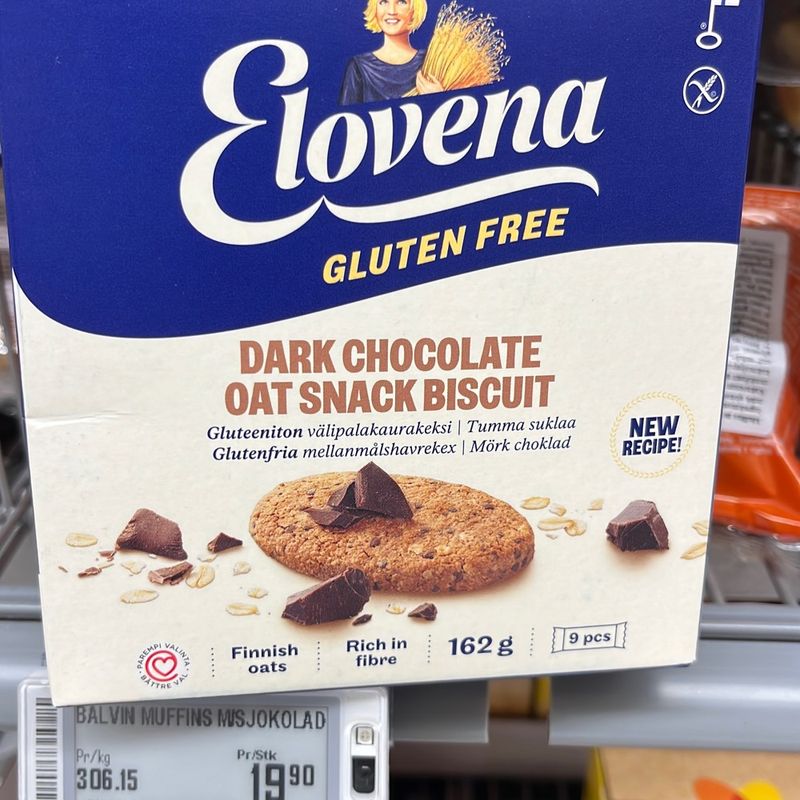 Elovena
GLUTEN FREE
DARK CHOCOLATE
OAT SNACK BISCUIT
Gluteeniton välipalakaurakeksi | Tumma suklaa
Glutenfria mellanmålshavrekex | Mörk choklad
NEW
RECIPE!
PAREMPI VALINTA
BÄTTRE VAL
Finnish
oats
Rich in
fibre
162 g
9 pcs
BALVIN MUFFINS M/SJOKOLAD
Pr/kg
306.15
Pr/Stk
19 90